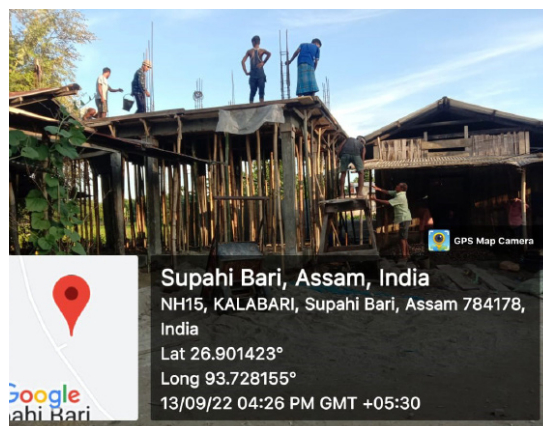 GPS Map Camera
Supahi Bari, Assam, India
NH15, KALABARI, Supahi Bari, Assam 784178,
India
Lat 26.901423°
Long 93.728155°
13/09/22 04:26 PM GMT +05:30
Google
Bari